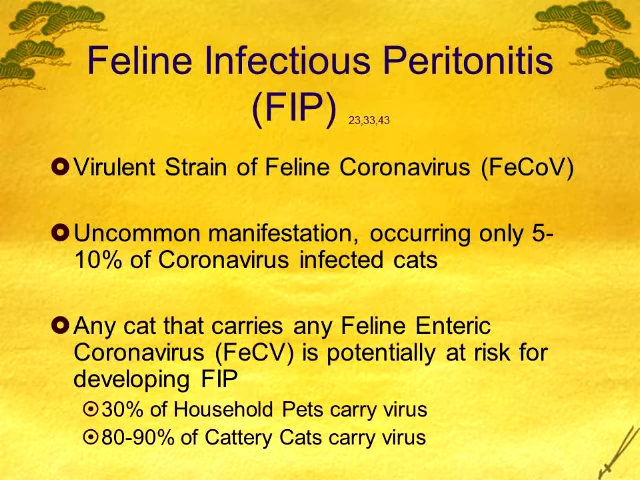 Feline Infectious Peritonitis
(FIP) 23,33,43
Virulent Strain of Feline Coronavirus (FeCoV)
Uncommon manifestation, occurring only 5-
10% of Coronavirus infected cats
Any cat that carries any Feline Enteric
Coronavirus (FeCV) is potentially at risk for
developing FIP
30% of Household Pets carry virus
80-90% of Cattery Cats carry virus